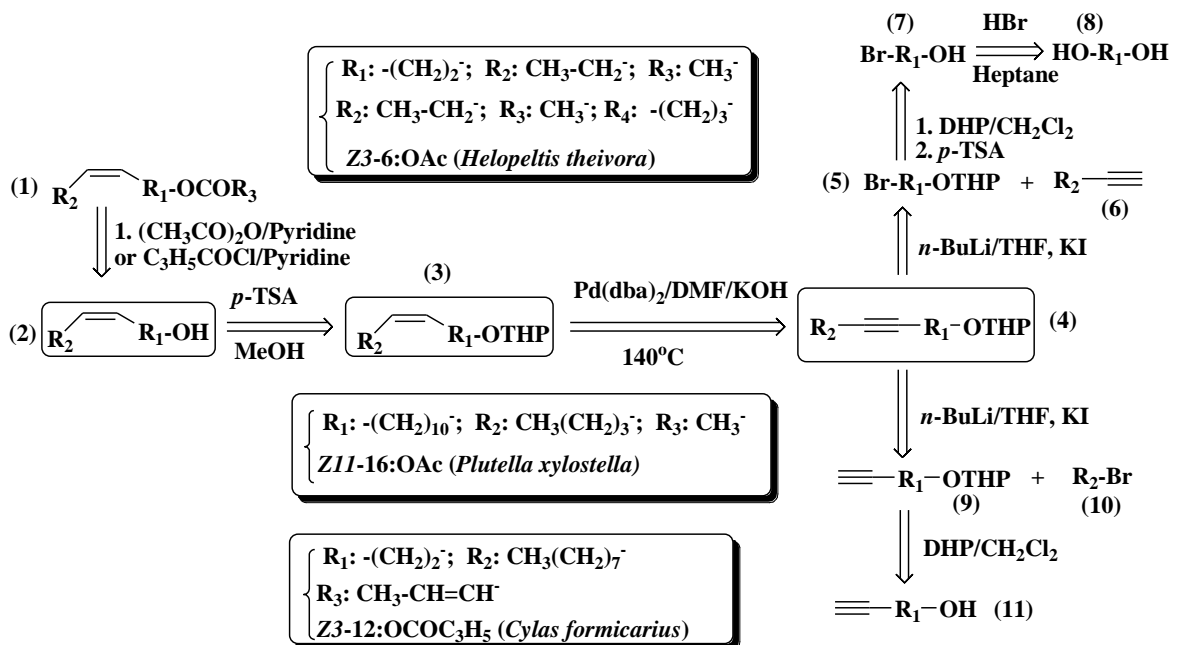 (7)
HBr
(8)
Br-R₁-OH
HO-R₁-OH
Heptane
R₁: -(CH₂)₂⁻; R₂: CH₃-CH₂⁻; R₃: CH₃⁻
R₂: CH₃-CH₂⁻; R₃: CH₃⁻; R₄: -(CH₂)₃⁻
Z3-6:OAc (Helopeltis theivora)
1. DHP/CH₂Cl₂
2. p-TSA
(1)
R₂
R₁-OCOR₃
(5) Br-R₁-OTHP + R₂
(6)
1. (CH₃CO)₂O/Pyridine
or C₃H₅COCl/Pyridine
n-BuLi/THF, KI
(3)
p-TSA
Pd(dba)₂/DMF/KOH
(2)
R₂
R₁-OH
MeOH
R₂
R₁-OTHP
140°C
R₂
R₁-OTHP
(4)
R₁: -(CH₂)₁₀⁻; R₂: CH₃(CH₂)₃⁻; R₃: CH₃⁻
Z11-16:OAc (Plutella xylostella)
n-BuLi/THF, KI
R₁-OTHP + R₂-Br
(9)
(10)
R₁: -(CH₂)₂⁻; R₂: CH₃(CH₂)₇⁻
R₃: CH₃-CH=CH⁻
Z3-12:OCOC₃H₅ (Cylas formicarius)
DHP/CH₂Cl₂
R₁-OH (11)